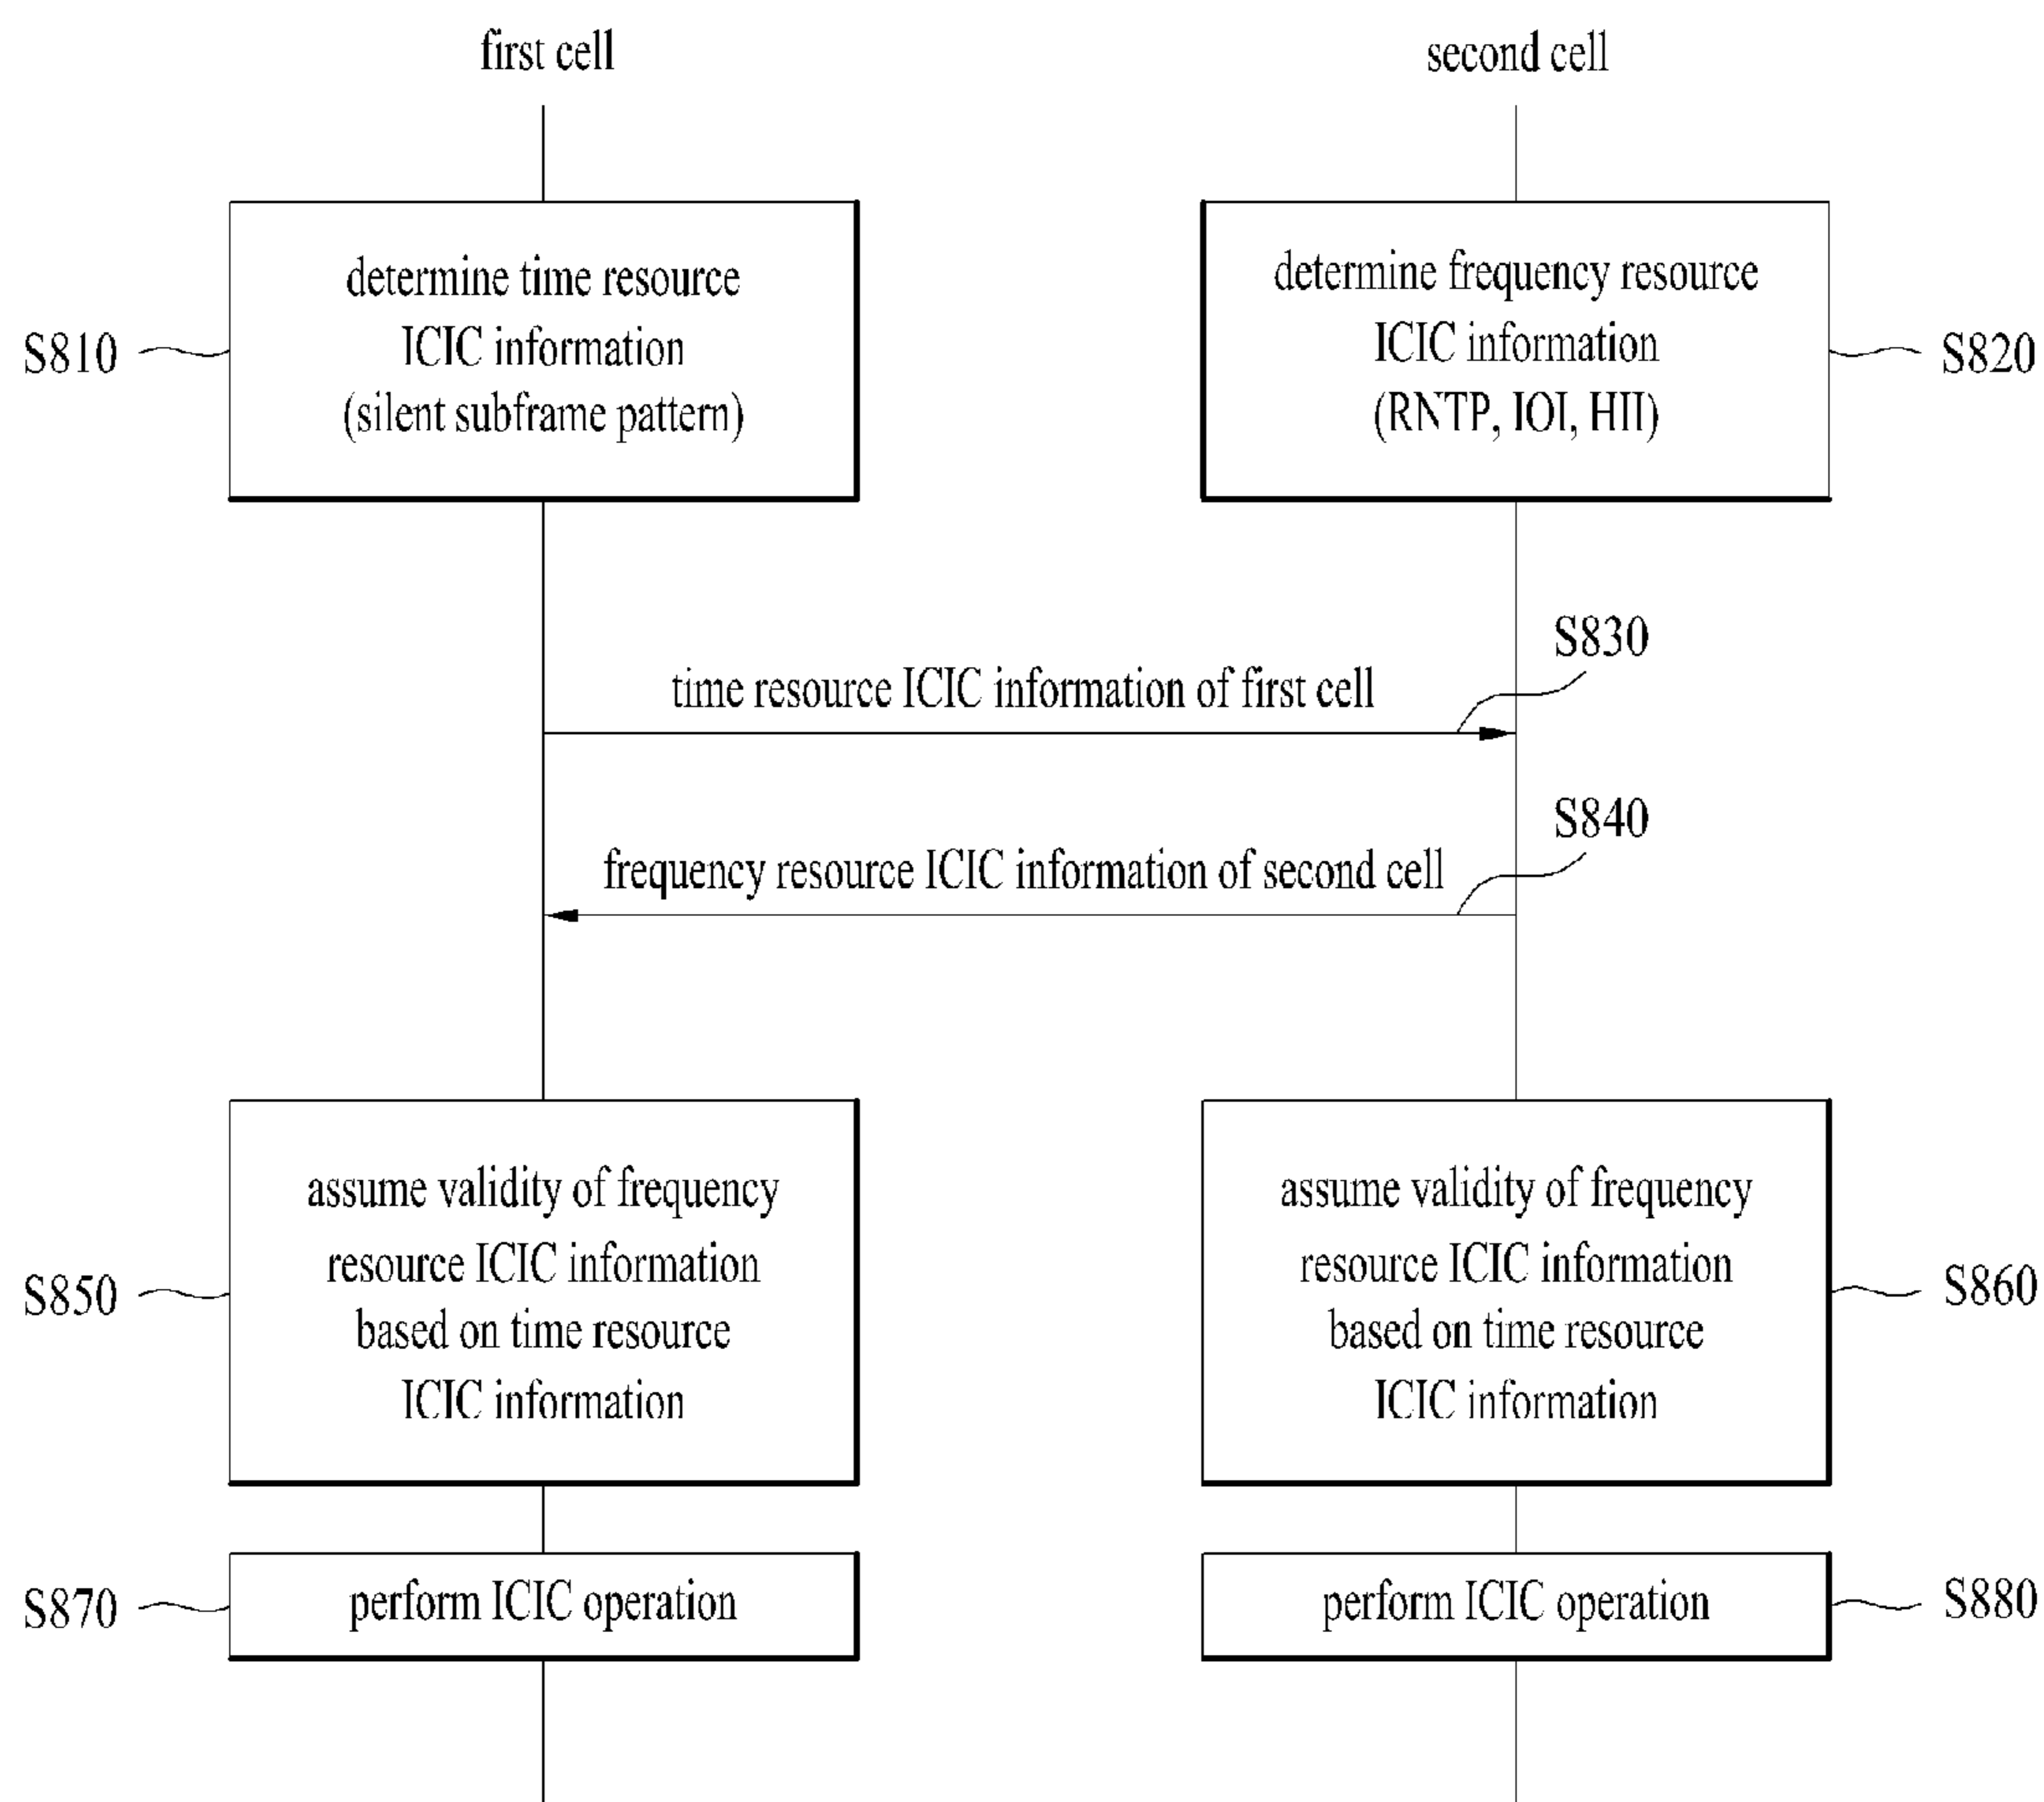 first cell
second cell
determine time resource
ICIC information
(silent subframe pattern)
S810
determine frequency resource
ICIC information
(RNTP, IOI, HII)
S820
S830
time resource ICIC information of first cell
S840
frequency resource ICIC information of second cell
assume validity of frequency
resource ICIC information
based on time resource
ICIC information
S850
assume validity of frequency
resource ICIC information
based on time resource
ICIC information
S860
S870
perform ICIC operation
perform ICIC operation
S880